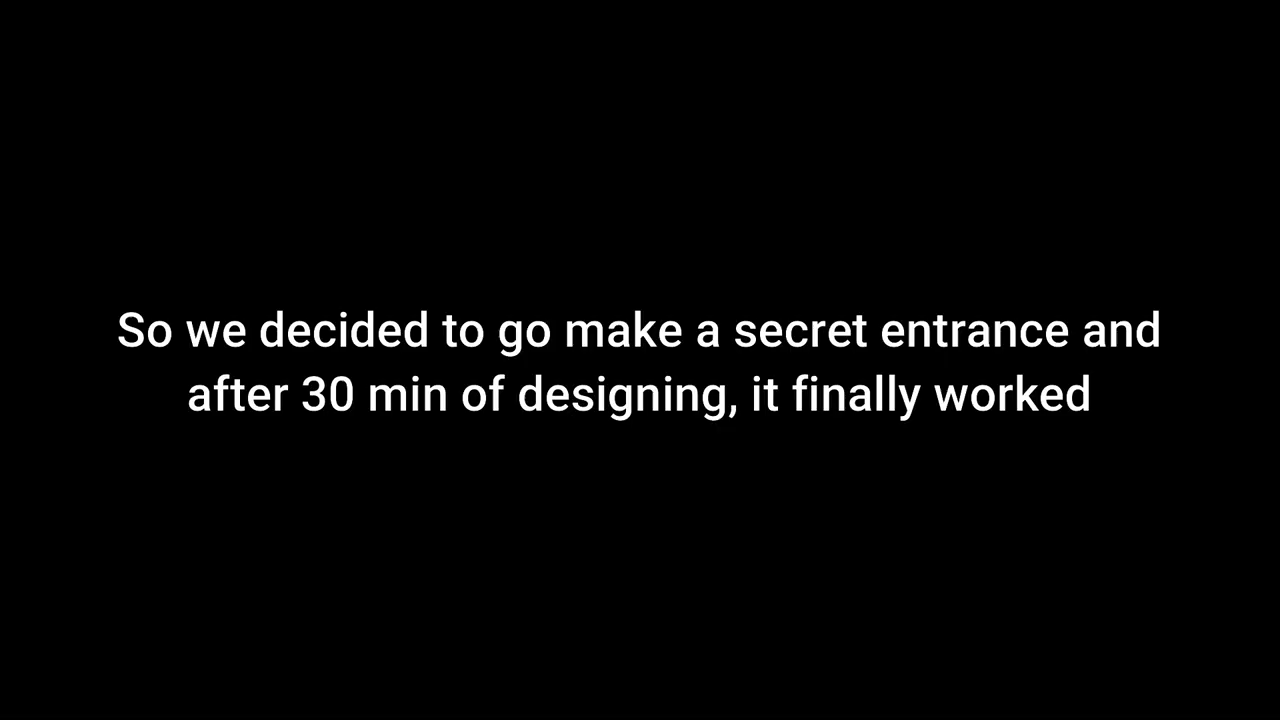 So we decided to go make a secret entrance and
after 30 min of designing, it finally worked